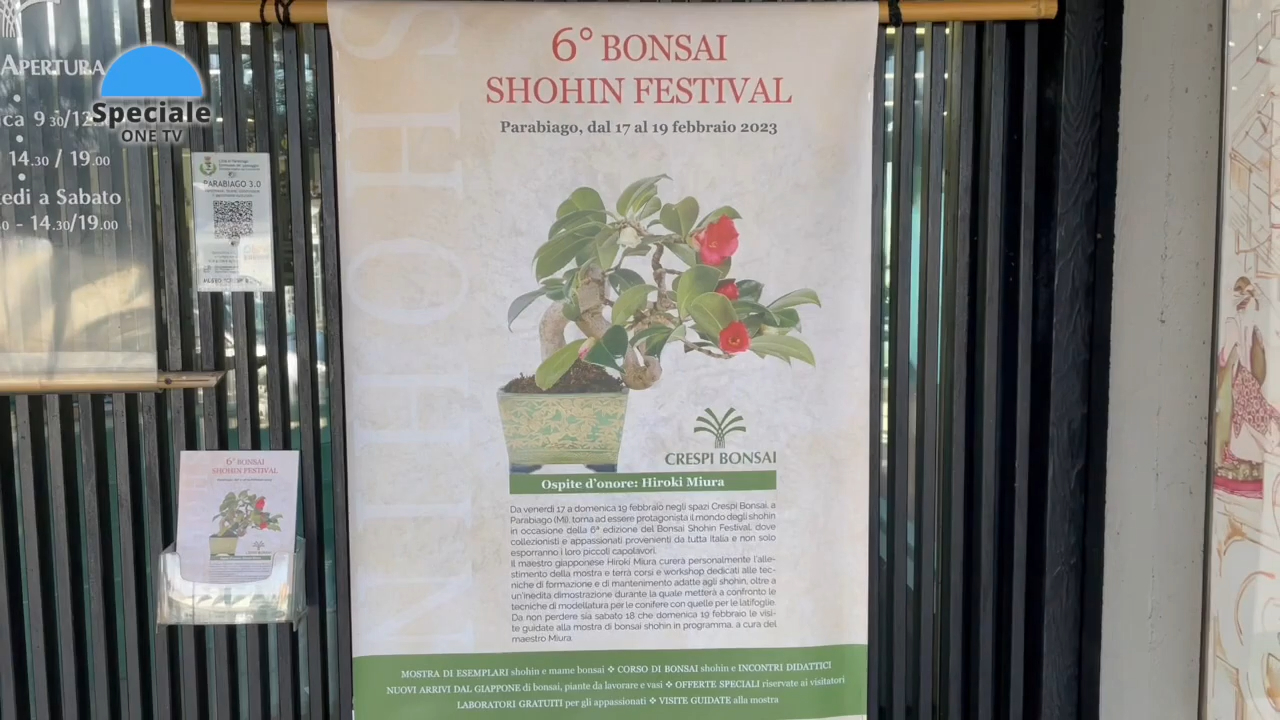 APERTURA
9 30/12
14.30 / 19.00
a Sabato
- 14.30/19.00
Speciale
ONE TV
PARABIAGO 3.0
6° BONSAI
SHOHIN FESTIVAL
6° BONSAI
SHOHIN FESTIVAL
Parabiago, dal 17 al 19 febbraio 2023
CRESPI BONSAI
Ospite d'onore: Hiroki Miura
Da venerdì 17 a domenica 19 febbraio negli spazi Crespi Bonsai, a
Parabiago (Mi), torna ad essere protagonista il mondo degli shohin
in occasione della 6ª edizione del Bonsai Shohin Festival, dove
collezionisti e appassionati provenienti da tutta Italia e non solo
esporranno i loro piccoli capolavori.
Il maestro giapponese Hiroki Miura curerà personalmente l'alle-
stimento della mostra e terrà corsi e workshop dedicati alle tec-
niche di formazione e di mantenimento adatte agli shohin, oltre a
un'inedita dimostrazione durante la quale metterà a confronto le
tecniche di modellatura per le conifere con quelle per le latifoglie.
Da non perdere sia sabato 18 che domenica 19 febbraio le visi-
te guidate alla mostra di bonsai shohin in programma, a cura del
maestro Miura.
MOSTRA DI ESEMPLARI shohin e mame bonsai ❖ CORSO DI BONSAI shohin e INCONTRI DIDATTICI
NUOVI ARRIVI DAL GIAPPONE di bonsai, piante da lavorare e vasi ❖ OFFERTE SPECIALI riservate ai visitatori
LABORATORI GRATUITI per gli appassionati ❖ VISITE GUIDATE alla mostra